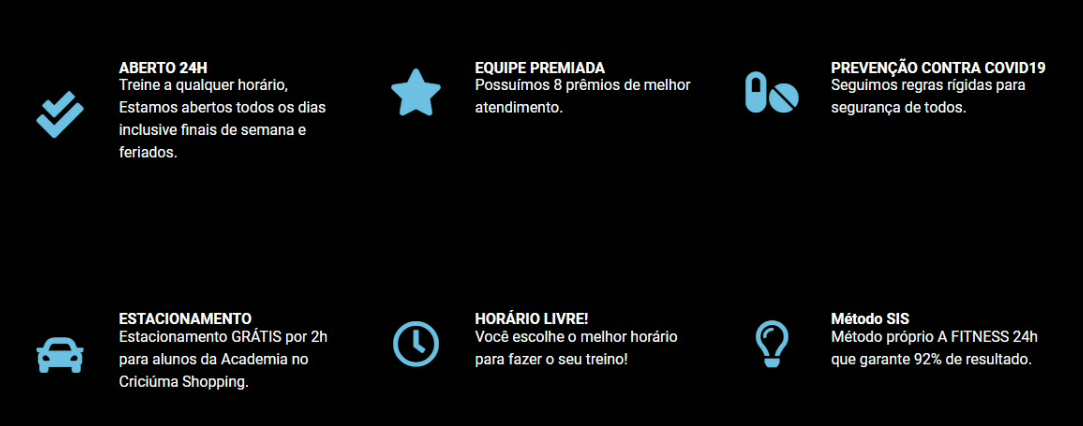 ABERTO 24H
Treine a qualquer horário,
Estamos abertos todos os dias
inclusive finais de semana e
feriados.
EQUIPE PREMIADA
Possuímos 8 prêmios de melhor
atendimento.
PREVENÇÃO CONTRA COVID19
Seguimos regras rígidas para
segurança de todos.
ESTACIONAMENTO
Estacionamento GRÁTIS por 2h
para alunos da Academia no
Criciúma Shopping.
HORÁRIO LIVRE!
Você escolhe o melhor horário
para fazer o seu treino!
Método SIS
Método próprio A FITNESS 24h
que garante 92% de resultado.